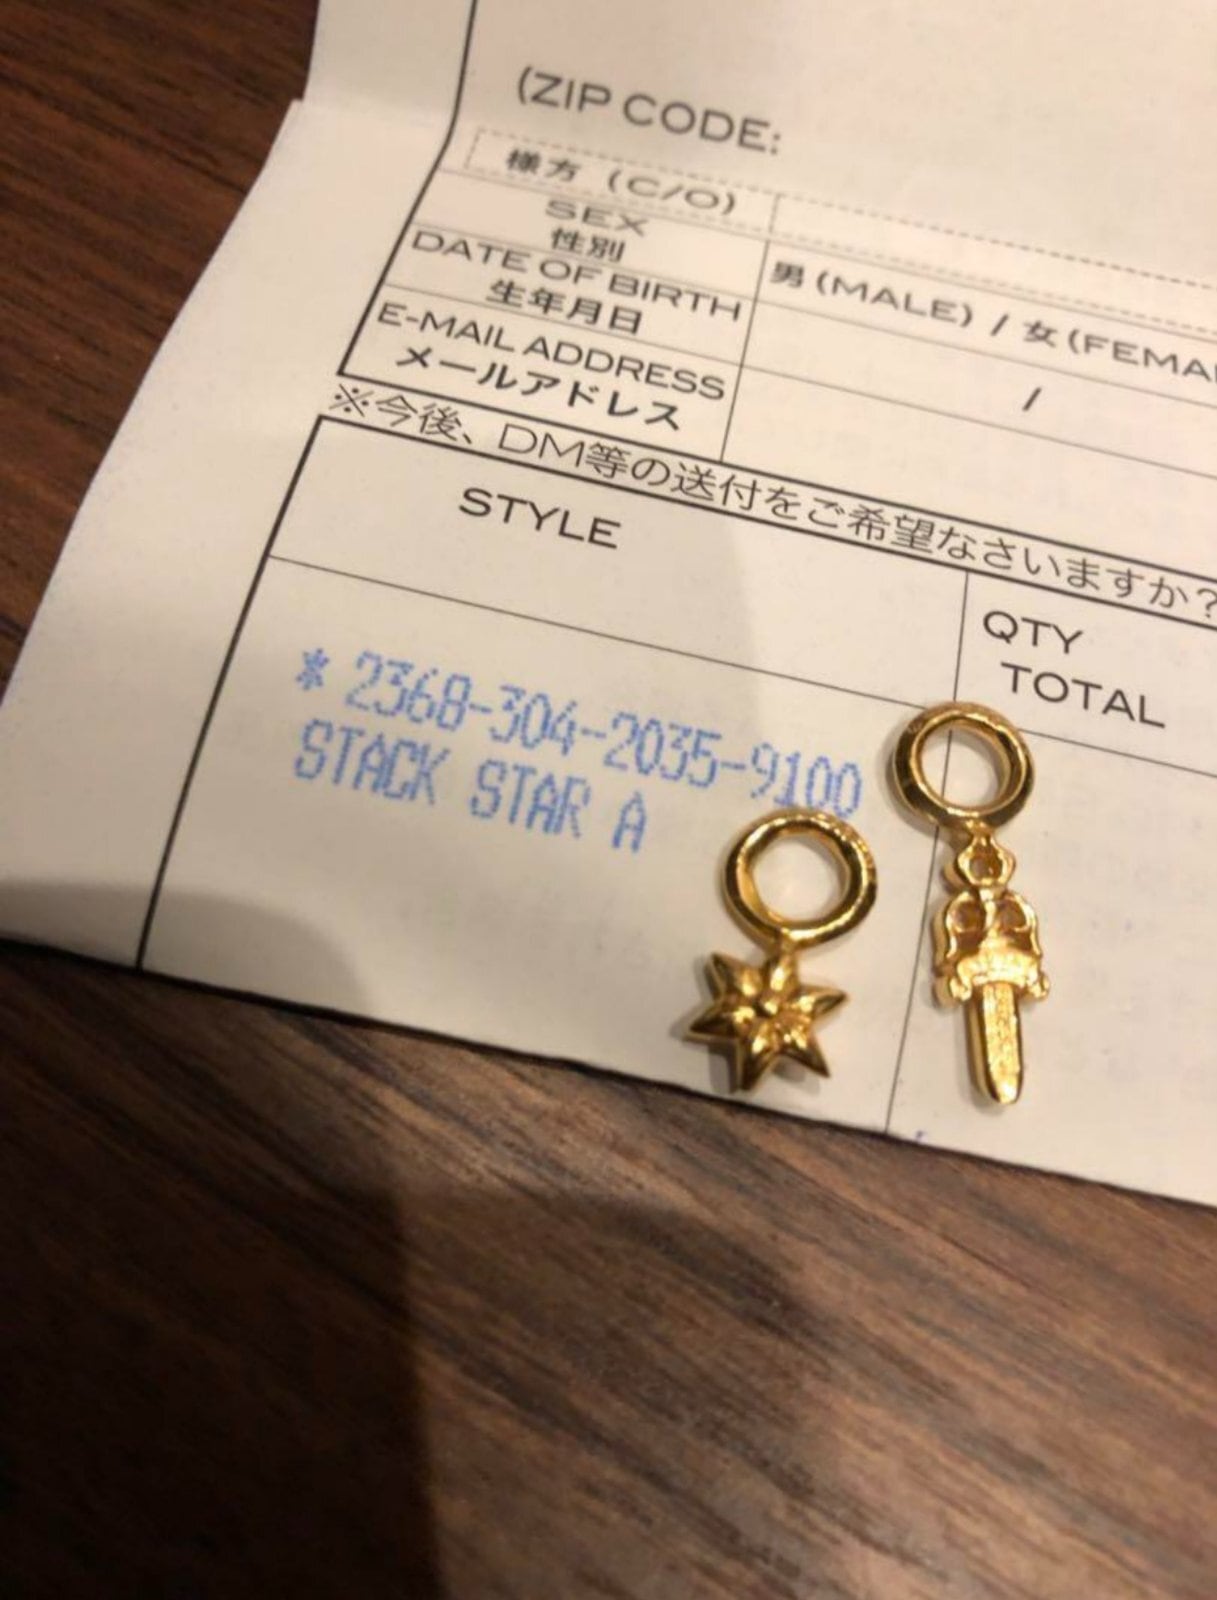 (ZIP CODE:
様方 (C/O)
SEX
性別
男(MALE) / 女(FEMA
DATE OF BIRTH
生年月日
/
E-MAIL ADDRESS
メールアドレス
※今後、DM等の送付をご希望なさいますか?
STYLE
QTY
TOTAL
* 2368-304-2035-9100
STACK STAR A